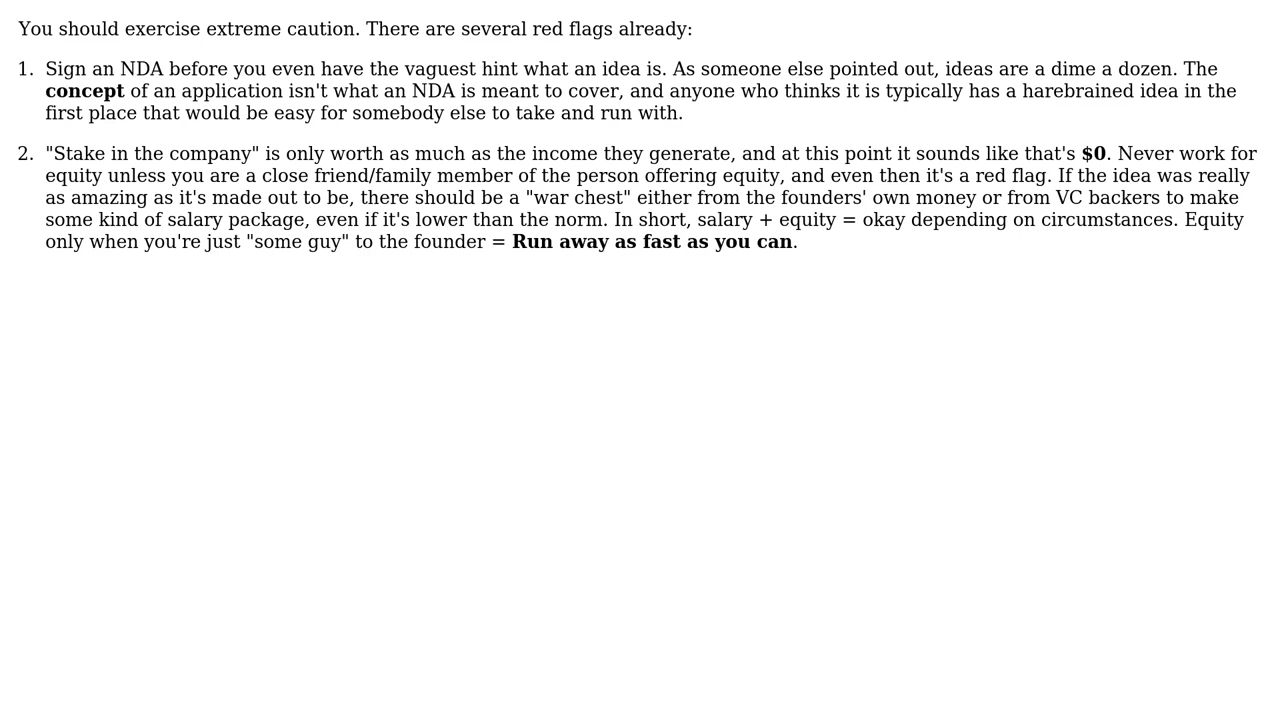 You should exercise extreme caution. There are several red flags already:
1. Sign an NDA before you even have the vaguest hint what an idea is. As someone else pointed out, ideas are a dime a dozen. The
concept of an application isn't what an NDA is meant to cover, and anyone who thinks it is typically has a harebrained idea in the
first place that would be easy for somebody else to take and run with.
2. "Stake in the company" is only worth as much as the income they generate, and at this point it sounds like that's $0. Never work for
equity unless you are a close friend/family member of the person offering equity, and even then it's a red flag. If the idea was really
as amazing as it's made out to be, there should be a "war chest" either from the founders' own money or from VC backers to make
some kind of salary package, even if it's lower than the norm. In short, salary + equity = okay depending on circumstances. Equity
only when you're just "some guy" to the founder = Run away as fast as you can.